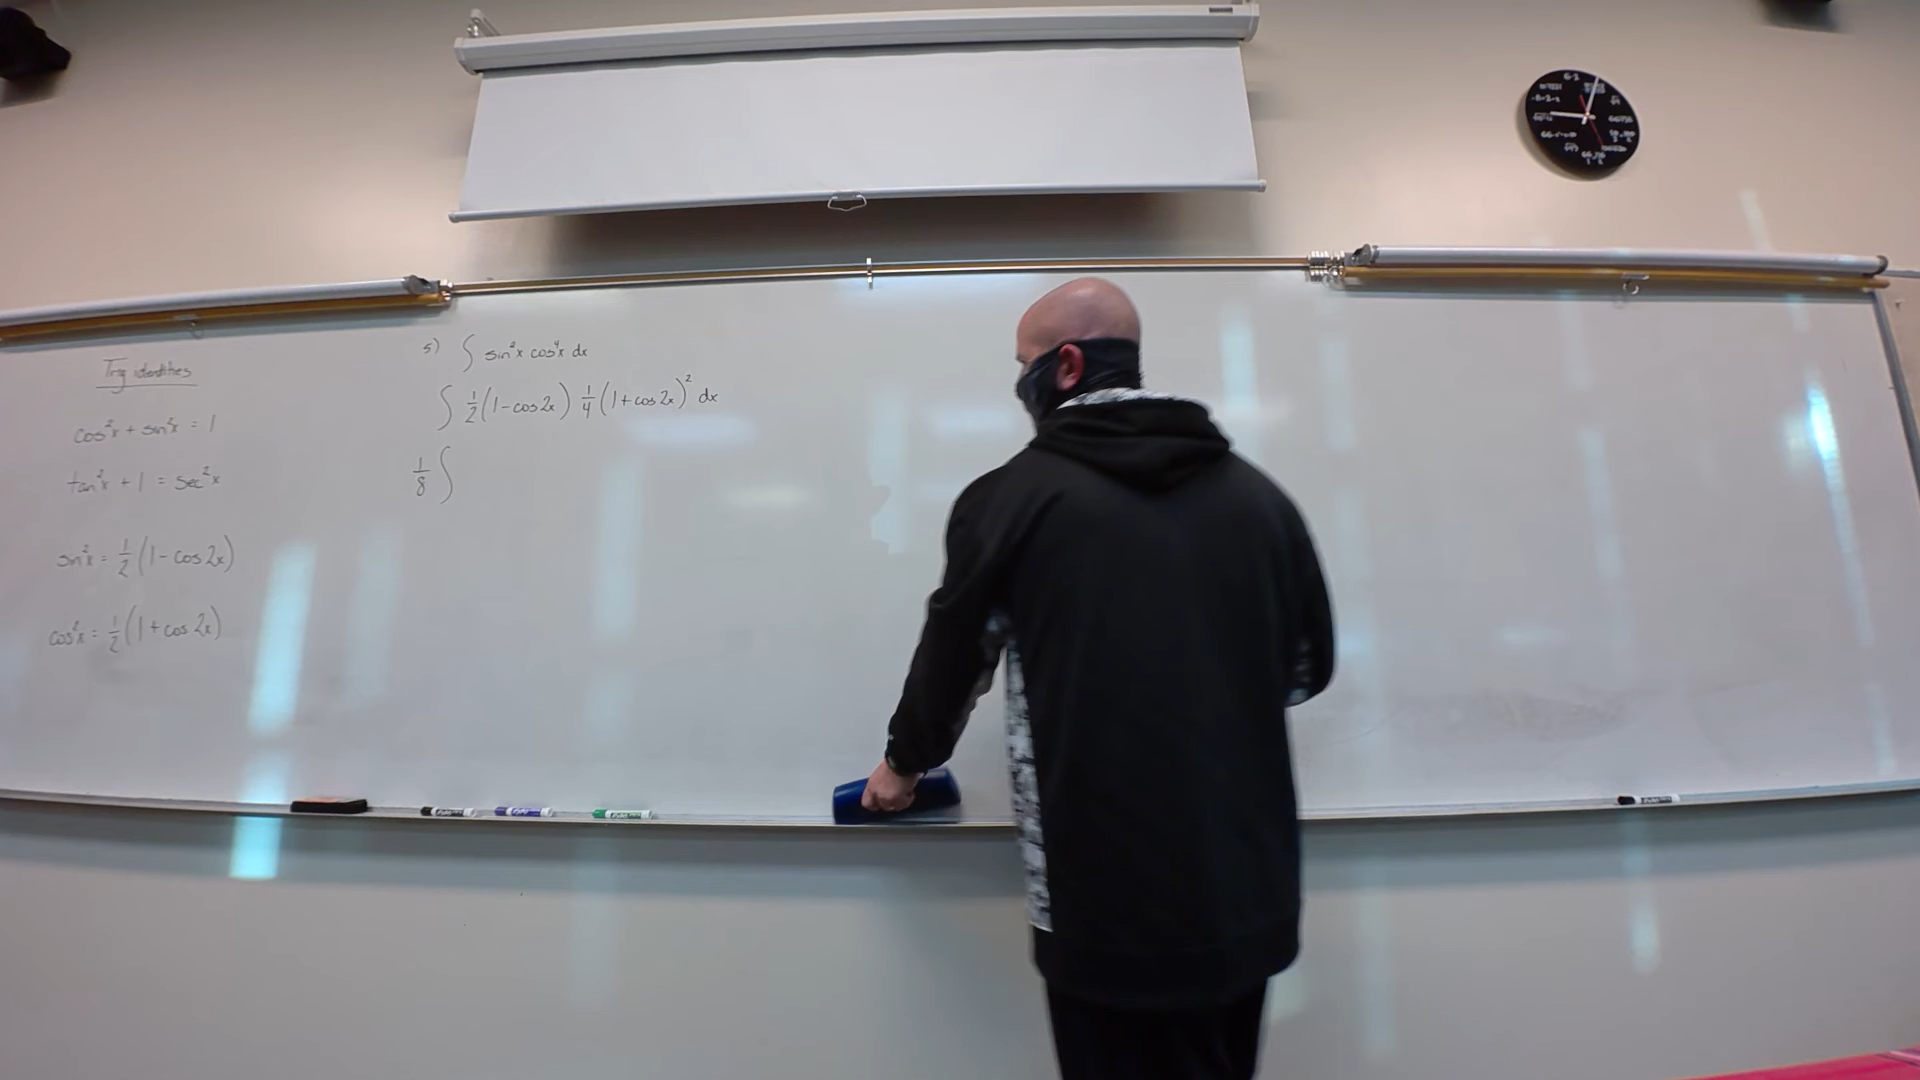 Trig identities
cos²x + sin²x = 1
tan²x + 1 = sec²x
sin²x = 1/2 (1 - cos 2x)
cos²x = 1/2 (1 + cos 2x)
5) ∫ sin²x cos⁴x dx
∫ 1/2 (1 - cos 2x) 1/4 (1 + cos 2x)² dx
1/8 ∫